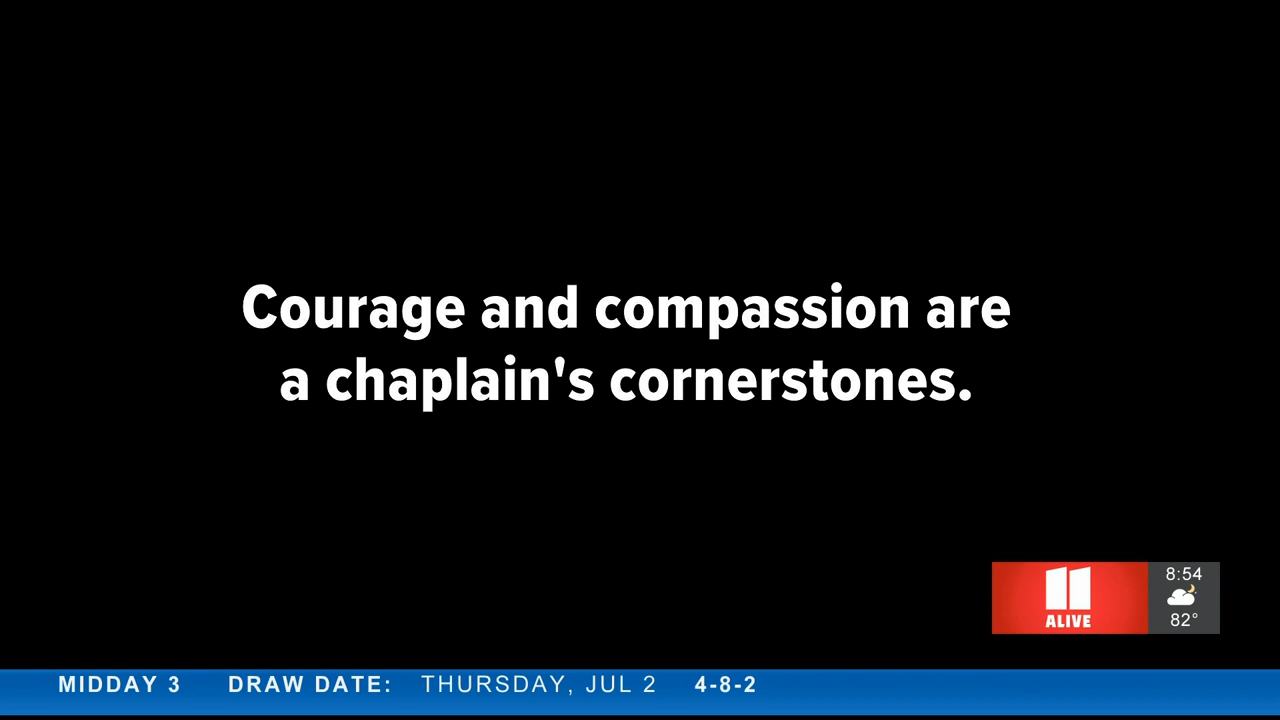 Courage and compassion are
a chaplain's cornerstones.
11
ALIVE
8:54
82°
MIDDAY 3 DRAW DATE: THURSDAY, JUL 2 4-8-2